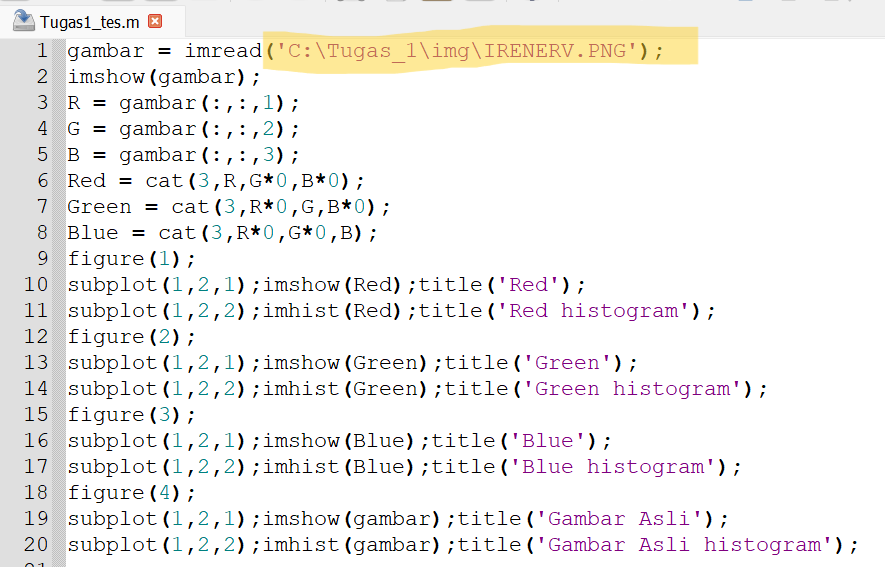 Tugas1_tes.m
1 gambar = imread('C:\Tugas_1\img\IRENERV.PNG');
2 imshow(gambar);
3 R = gambar(:,:,1);
4 G = gambar(:,:,2);
5 B = gambar(:,:,3);
6 Red = cat(3,R,G*0,B*0);
7 Green = cat(3,R*0,G,B*0);
8 Blue = cat(3,R*0,G*0,B);
9 figure(1);
10 subplot(1,2,1);imshow(Red);title('Red');
11 subplot(1,2,2);imhist(Red);title('Red histogram');
12 figure(2);
13 subplot(1,2,1);imshow(Green);title('Green');
14 subplot(1,2,2);imhist(Green);title('Green histogram');
15 figure(3);
16 subplot(1,2,1);imshow(Blue);title('Blue');
17 subplot(1,2,2);imhist(Blue);title('Blue histogram');
18 figure(4);
19 subplot(1,2,1);imshow(gambar);title('Gambar Asli');
20 subplot(1,2,2);imhist(gambar);title('Gambar Asli histogram');